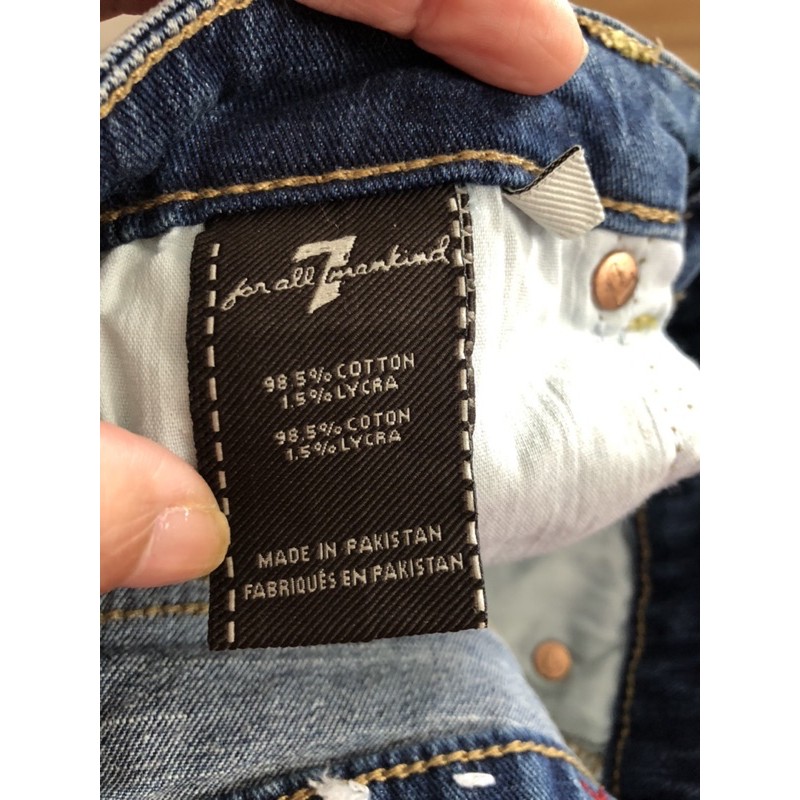 for all 7 mankind
98.5% COTTON
1.5% LYCRA
98.5% COTON
1.5% LYCRA
MADE IN PAKISTAN
FABRIQUÉS EN PAKISTAN